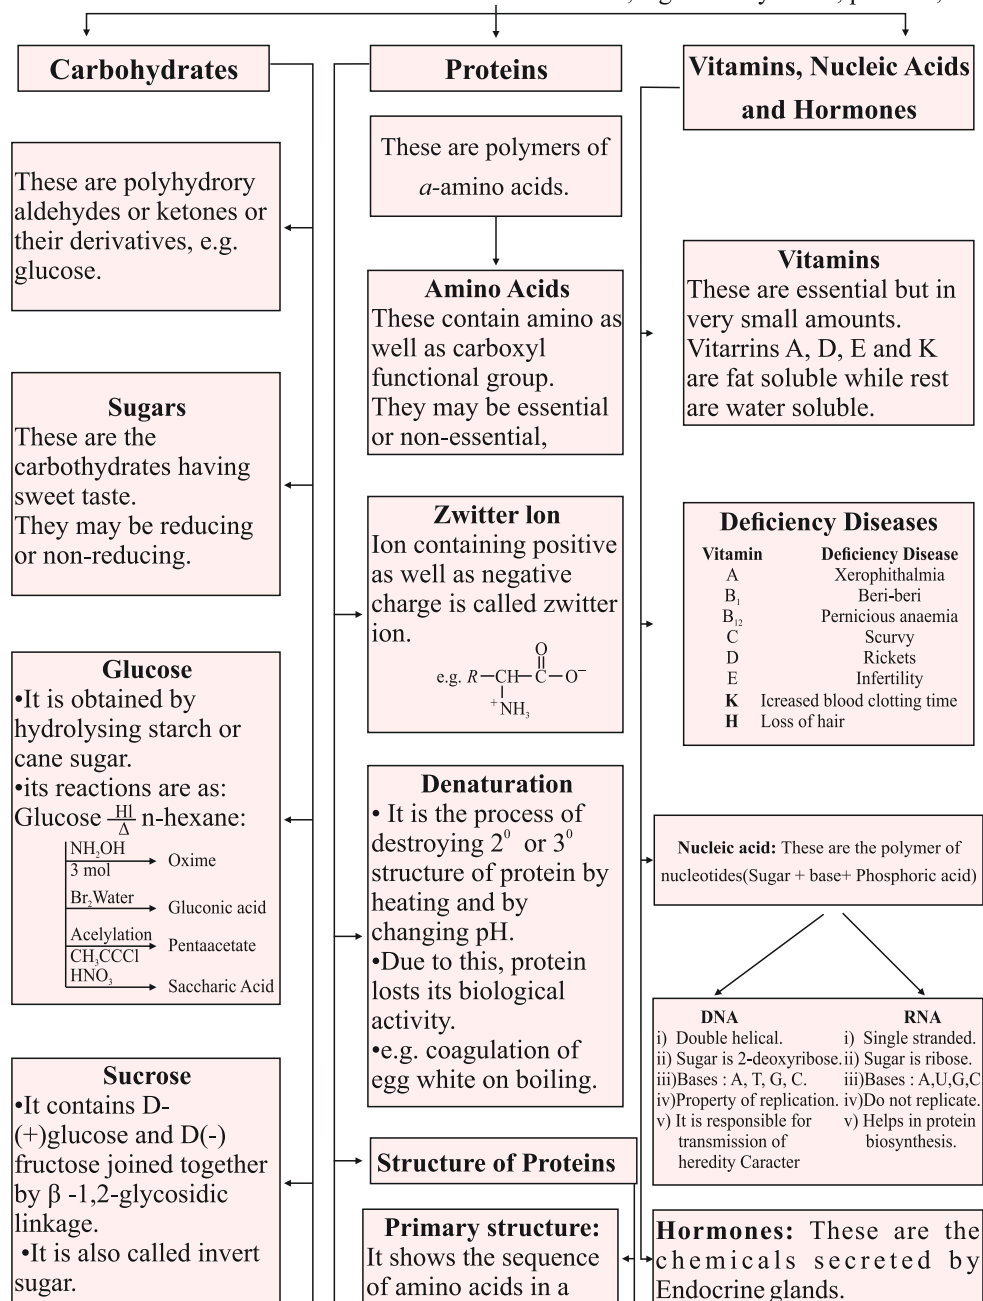 Carbohydrates
These are polyhydrory
aldehydes or ketones or
their derivatives, e.g.
glucose.
Sugars
These are the
carbothydrates having
sweet taste.
They may be reducing
or non-reducing.
Glucose
•It is obtained by
hydrolysing starch or
cane sugar.
•its reactions are as:
Glucose HI/Δ n-hexane:
NH2OH
3 mol
Oxime
Br2Water
Gluconic acid
Acelylation
CH3CCCl
Pentaacetate
HNO3
Saccharic Acid
Sucrose
•It contains D-
(+)glucose and D(-)
fructose joined together
by β -1,2-glycosidic
linkage.
•It is also called invert
sugar.
Proteins
These are polymers of
a-amino acids.
Amino Acids
These contain amino as
well as carboxyl
functional group.
They may be essential
or non-essential,
Zwitter lon
Ion containing positive
as well as negative
charge is called zwitter
ion.
O
e.g. R—CH—C—O−
+NH3
Denaturation
• It is the process of
destroying 2⁰ or 3⁰
structure of protein by
heating and by
changing pH.
•Due to this, protein
losts its biological
activity.
•e.g. coagulation of
egg white on boiling.
Structure of Proteins
Primary structure:
It shows the sequence
of amino acids in a
Vitamins, Nucleic Acids
and Hormones
Vitamins
These are essential but in
very small amounts.
Vitarrins A, D, E and K
are fat soluble while rest
are water soluble.
Deficiency Diseases
Vitamin Deficiency Disease
A Xerophithalmia
B1 Beri-beri
B12 Pernicious anaemia
C Scurvy
D Rickets
E Infertility
K Icreased blood clotting time
H Loss of hair
Nucleic acid: These are the polymer of
nucleotides(Sugar + base+ Phosphoric acid)
DNA
i) Double helical.
ii) Sugar is 2-deoxyribose.
iii)Bases : A, T, G, C.
iv)Property of replication.
v) It is responsible for
transmission of
heredity Caracter
RNA
i) Single stranded.
ii) Sugar is ribose.
iii)Bases : A,U,G,C
iv)Do not replicate.
v) Helps in protein
biosynthesis.
Hormones: These are the
chemicals secreted by
Endocrine glands.